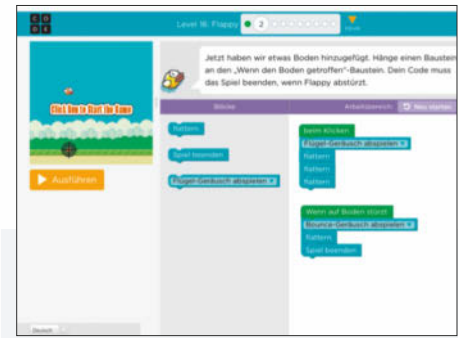 C O
D E
Level 16: Flappy
2
Jetzt haben wir etwas Boden hinzugefügt. Hänge einen Baustein
an den „Wenn den Boden getroffen"-Baustein. Dein Code muss
das Spiel beenden, wenn Flappy abstürzt.
Click Run to Start the Game
Ausführen
Blöcke
Arbeitsbereich:
Neu starten
flattern
Spiel beenden
Flügel-Geräusch abspielen
beim Klicken
Flügel-Geräusch abspielen
flattern
flattern
flattern
Wenn auf Boden stürzt
Bounce-Geräusch abspielen
flattern
Spiel beenden
Deutsch